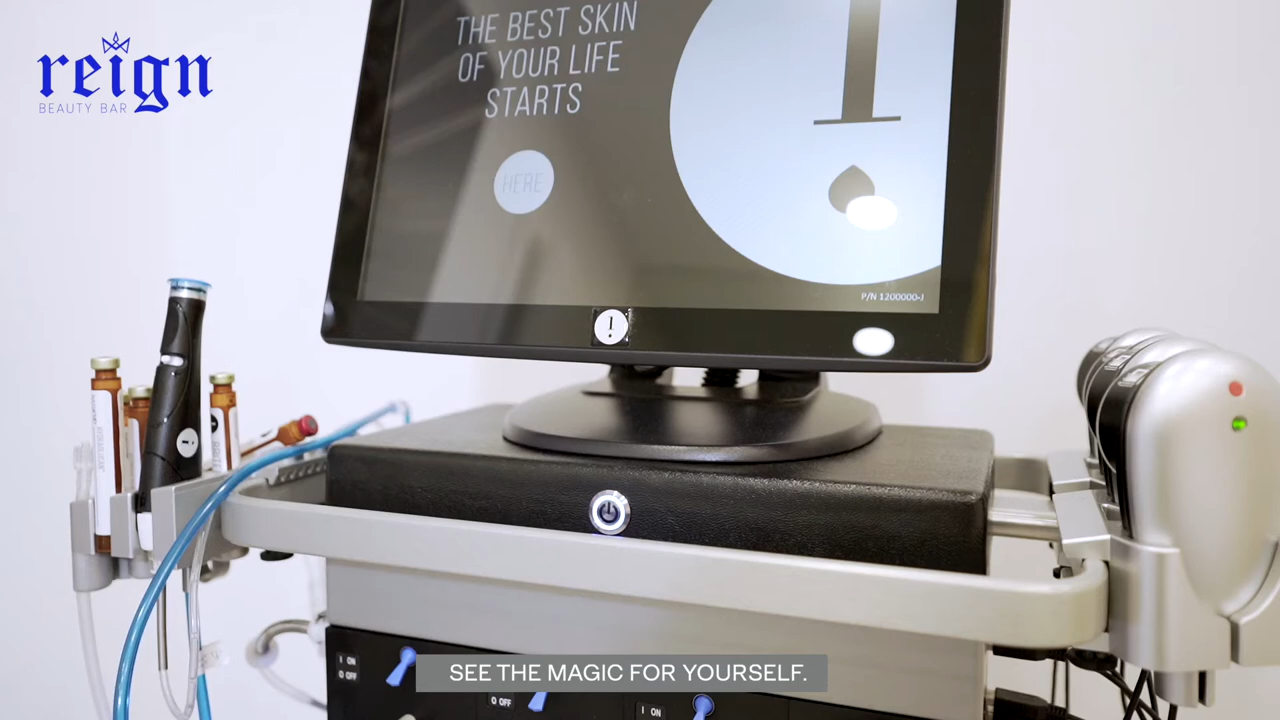 reign
BEAUTY BAR
THE BEST SKIN
OF YOUR LIFE
STARTS
HERE
P/N 1200000-J
I ON
O OFF
O OFF
I ON
SEE THE MAGIC FOR YOURSELF.